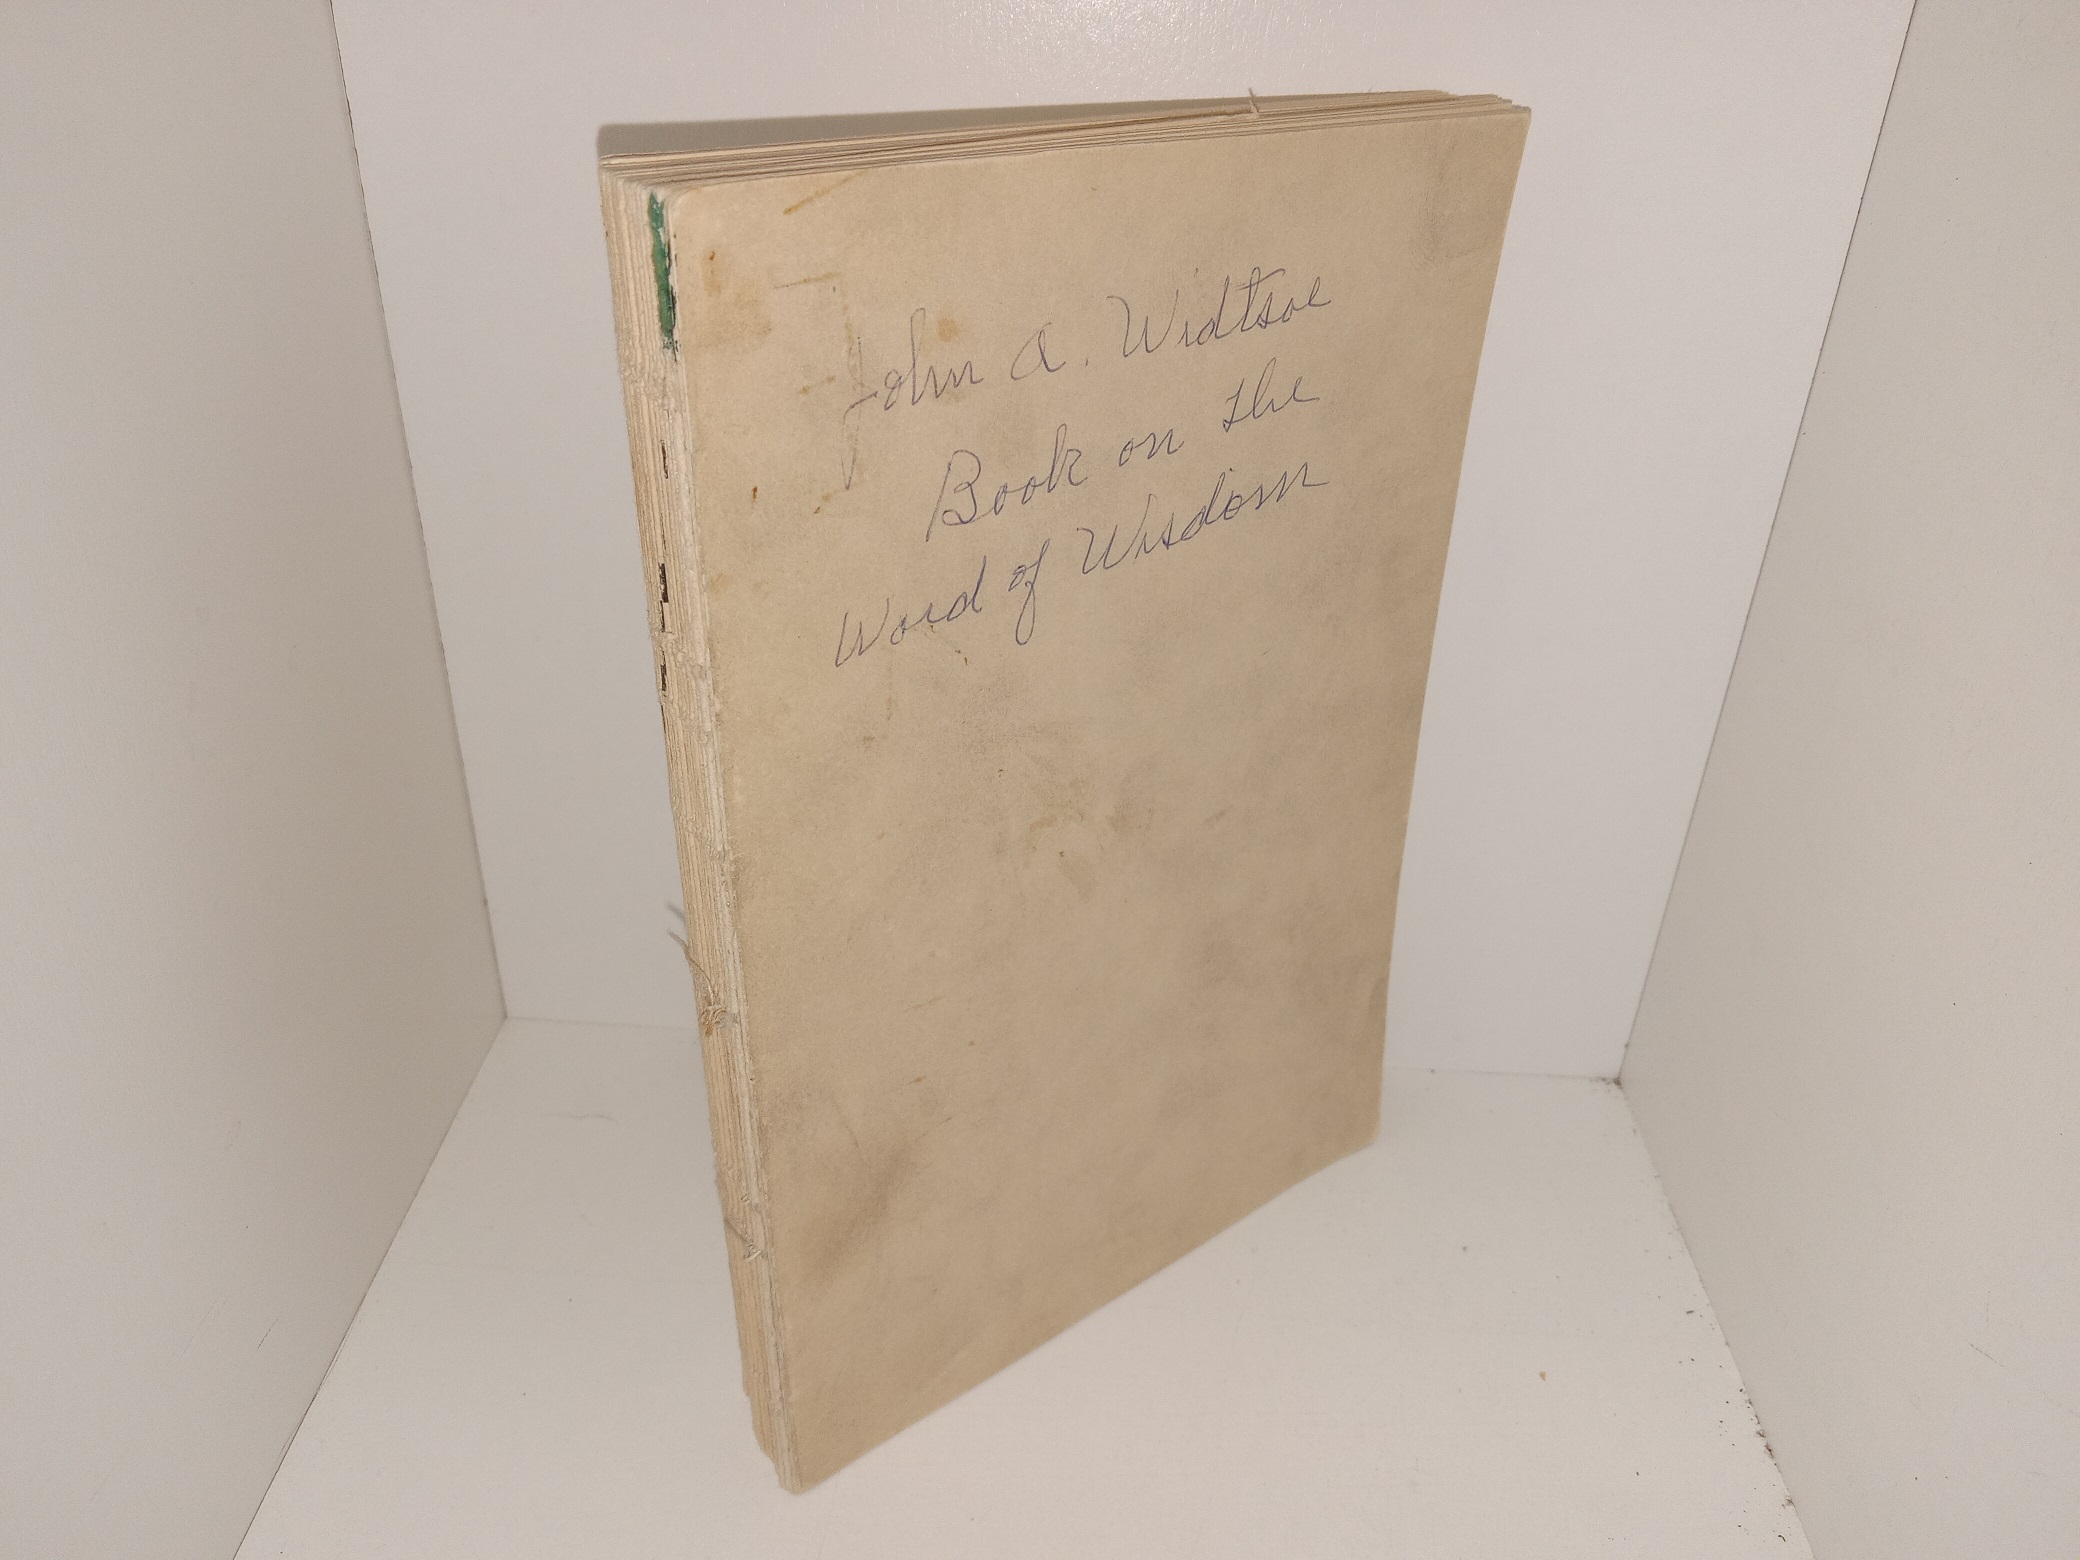 John A. Widtsoe
Book on the
Word of Wisdom